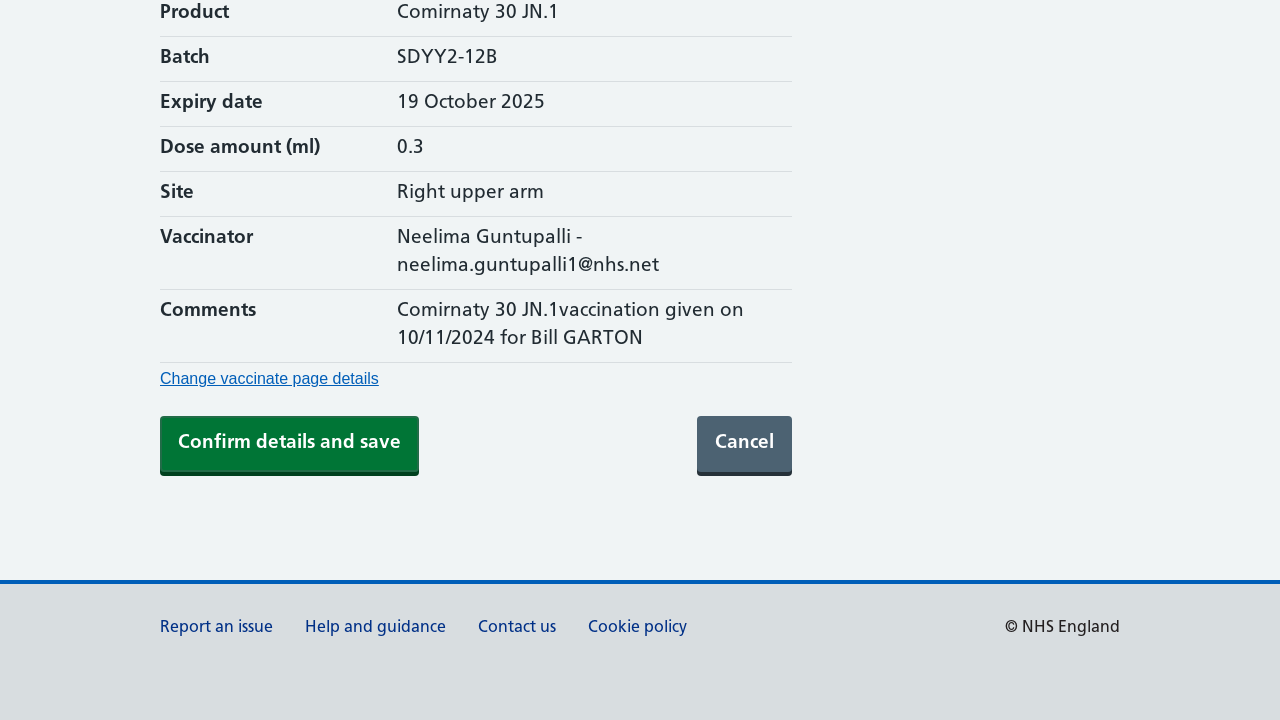 Product Comirnaty 30 JN.1
Batch SDYY2-12B
Expiry date 19 October 2025
Dose amount (ml) 0.3
Site Right upper arm
Vaccinator Neelima Guntupalli -
neelima.guntupalli1@nhs.net
Comments Comirnaty 30 JN.1vaccination given on
10/11/2024 for Bill GARTON
Change vaccinate page details
Confirm details and save Cancel
Report an issue Help and guidance Contact us Cookie policy © NHS England